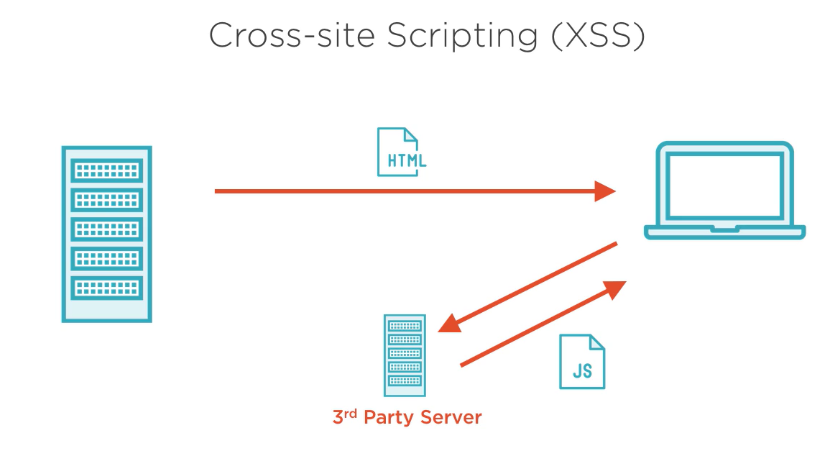 Cross-site Scripting (XSS)
HTML
JS
3rd Party Server